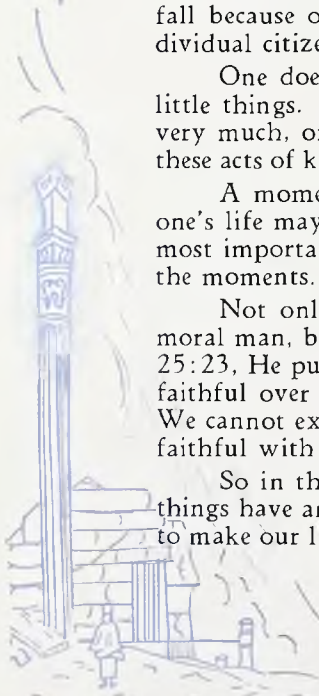 fall because o
dividual citize
One doe
little things.
very much, o
these acts of k
A mome
one's life may
most importa
the moments.
Not onl
moral man, b
25:23, He pu
faithful over
We cannot ex
faithful with
So in th
things have a
to make our l